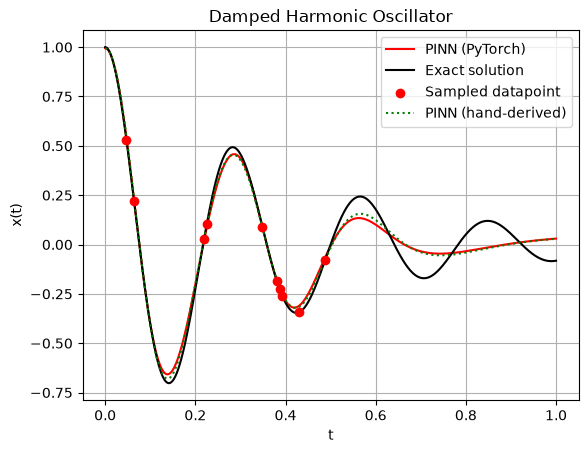 Damped Harmonic Oscillator
PINN (PyTorch)
Exact solution
Sampled datapoint
PINN (hand-derived)
x(t)
1.00
0.75
0.50
0.25
0.00
−0.25
−0.50
−0.75
0.0 0.2 0.4 0.6 0.8 1.0
t